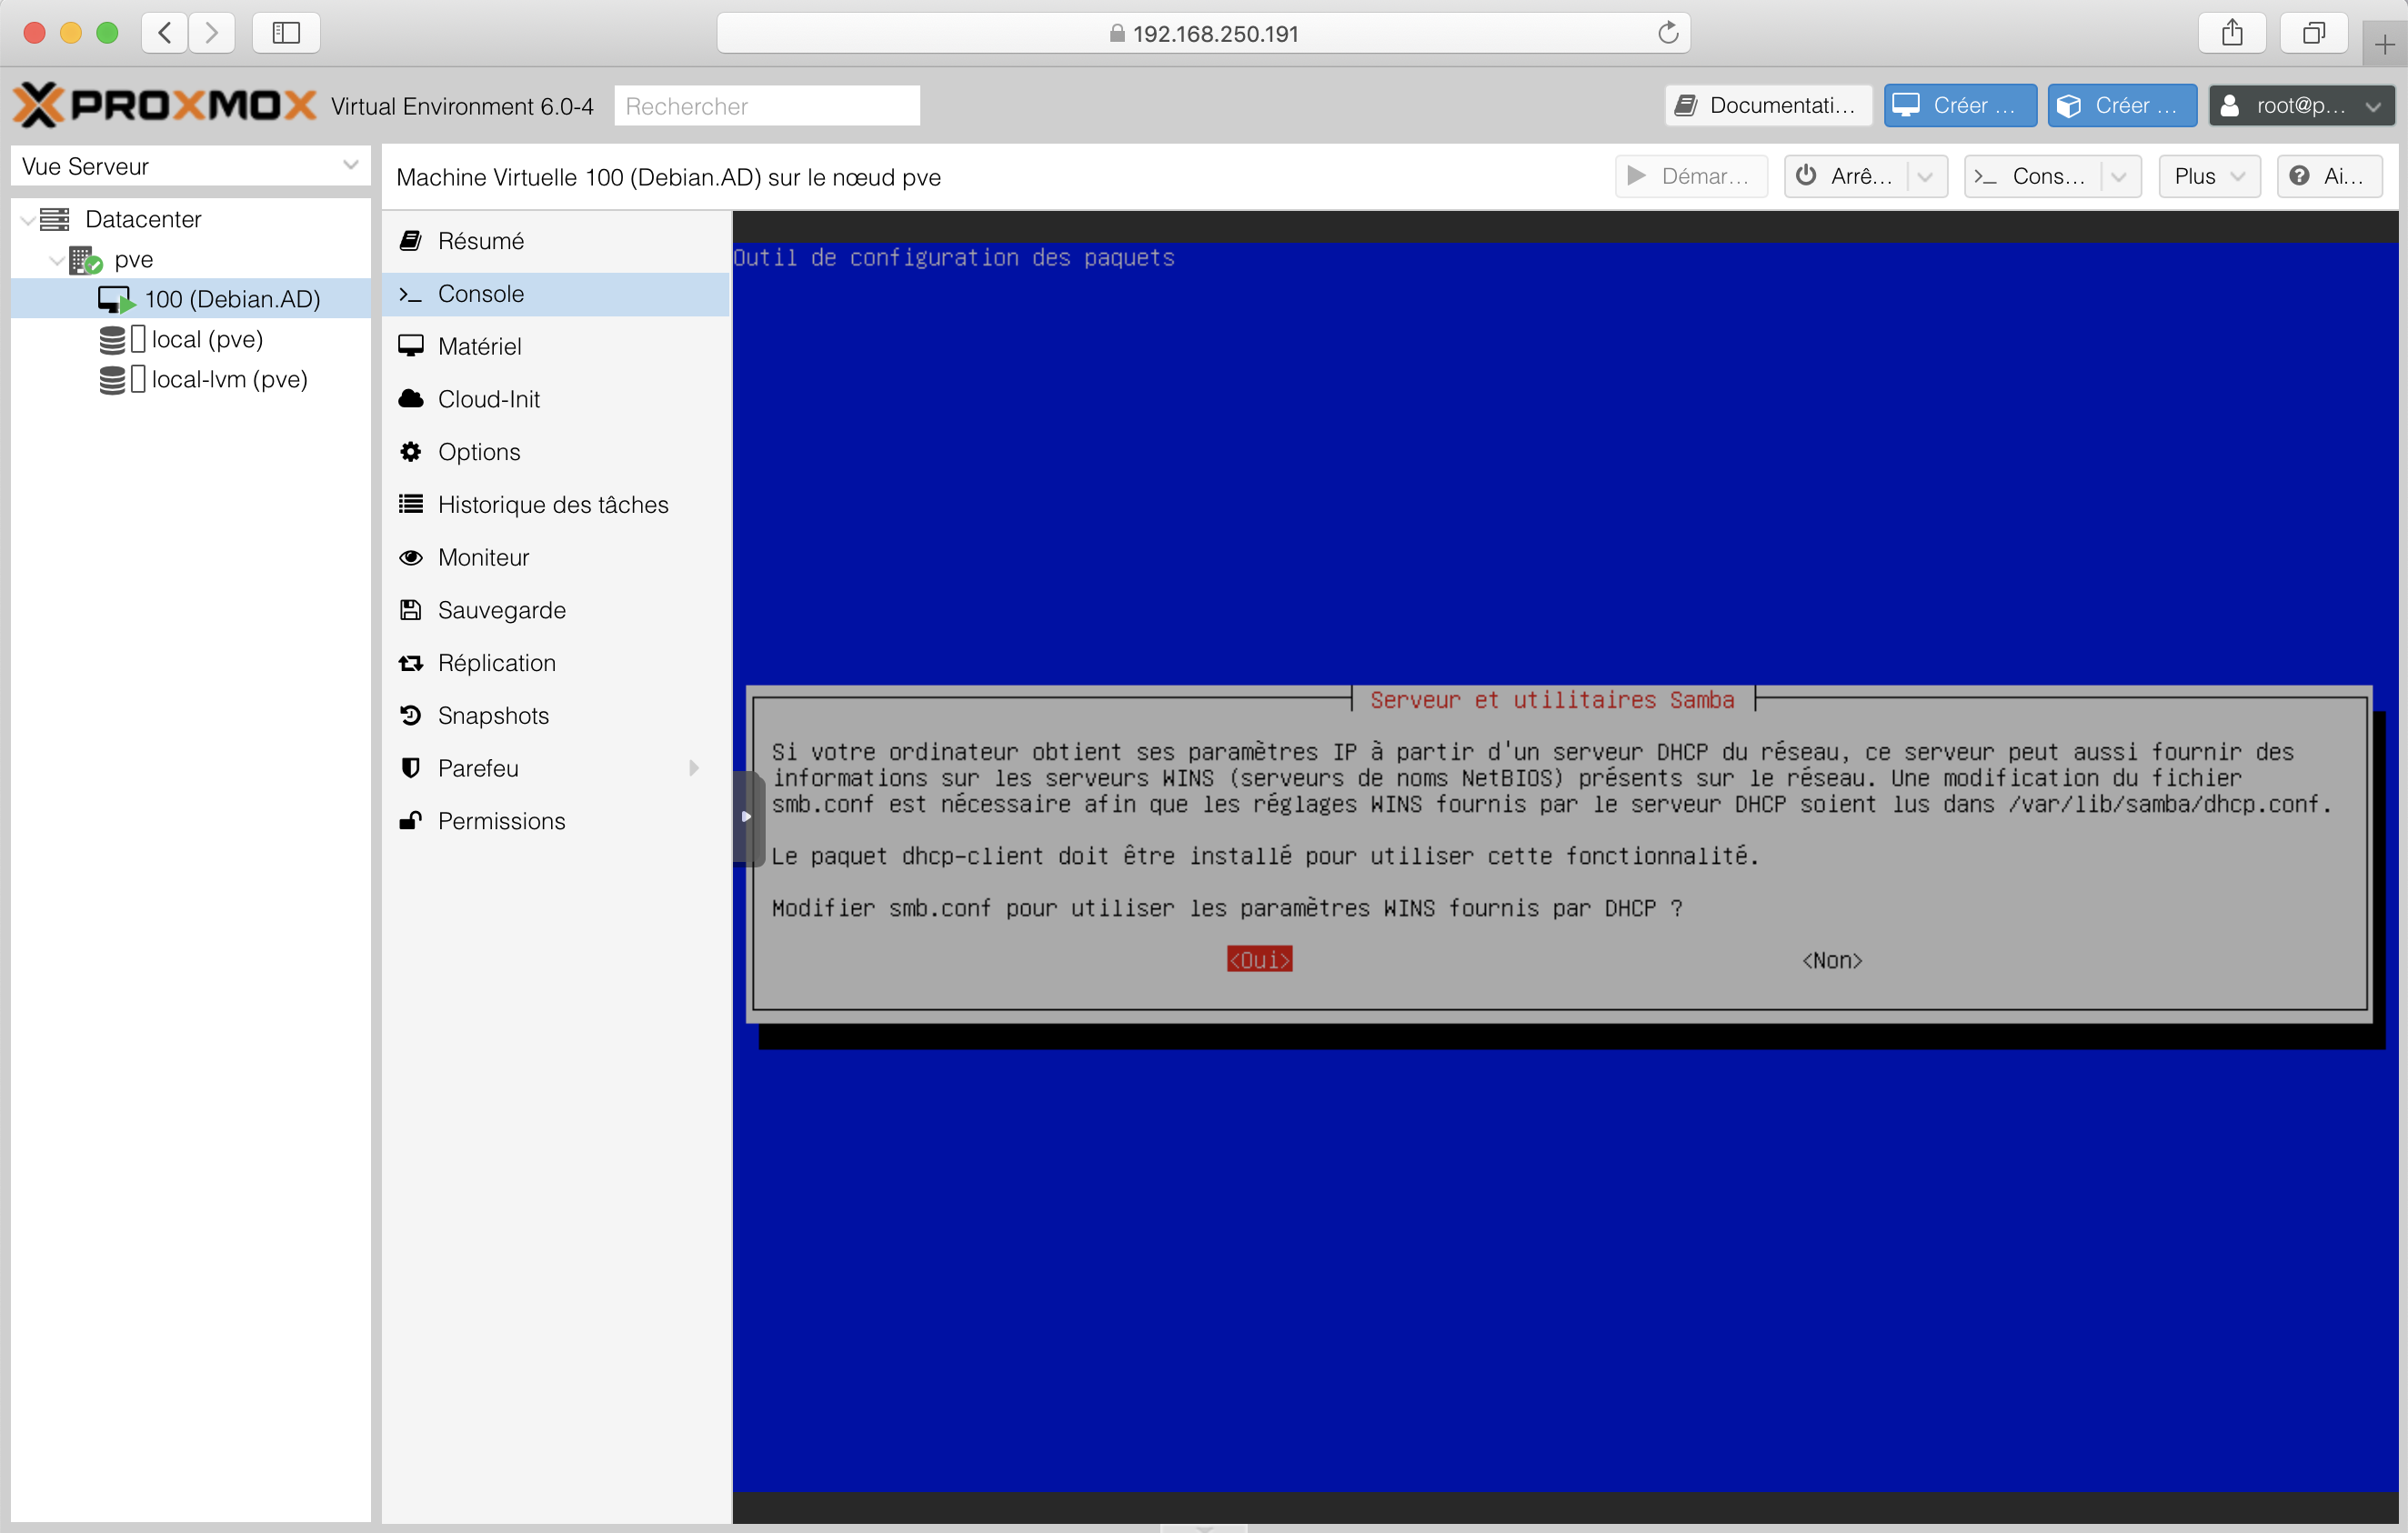 192.168.250.191
PROXMOX Virtual Environment 6.0-4 Rechercher Documentati... Créer ... Créer ... root@p...
Vue Serveur
Machine Virtuelle 100 (Debian.AD) sur le nœud pve
Démar... Arrê... Cons... Plus Ai...
Datacenter
pve
100 (Debian.AD)
local (pve)
local-lvm (pve)
Résumé
Console
Matériel
Cloud-Init
Options
Historique des tâches
Moniteur
Sauvegarde
Réplication
Snapshots
Parefeu
Permissions
Outil de configuration des paquets
Serveur et utilitaires Samba
Si votre ordinateur obtient ses paramètres IP à partir d'un serveur DHCP du réseau, ce serveur peut aussi fournir des
informations sur les serveurs WINS (serveurs de noms NetBIOS) présents sur le réseau. Une modification du fichier
smb.conf est nécessaire afin que les réglages WINS fournis par le serveur DHCP soient lus dans /var/lib/samba/dhcp.conf.
Le paquet dhcp-client doit être installé pour utiliser cette fonctionnalité.
Modifier smb.conf pour utiliser les paramètres WINS fournis par DHCP ?
<Oui> <Non>